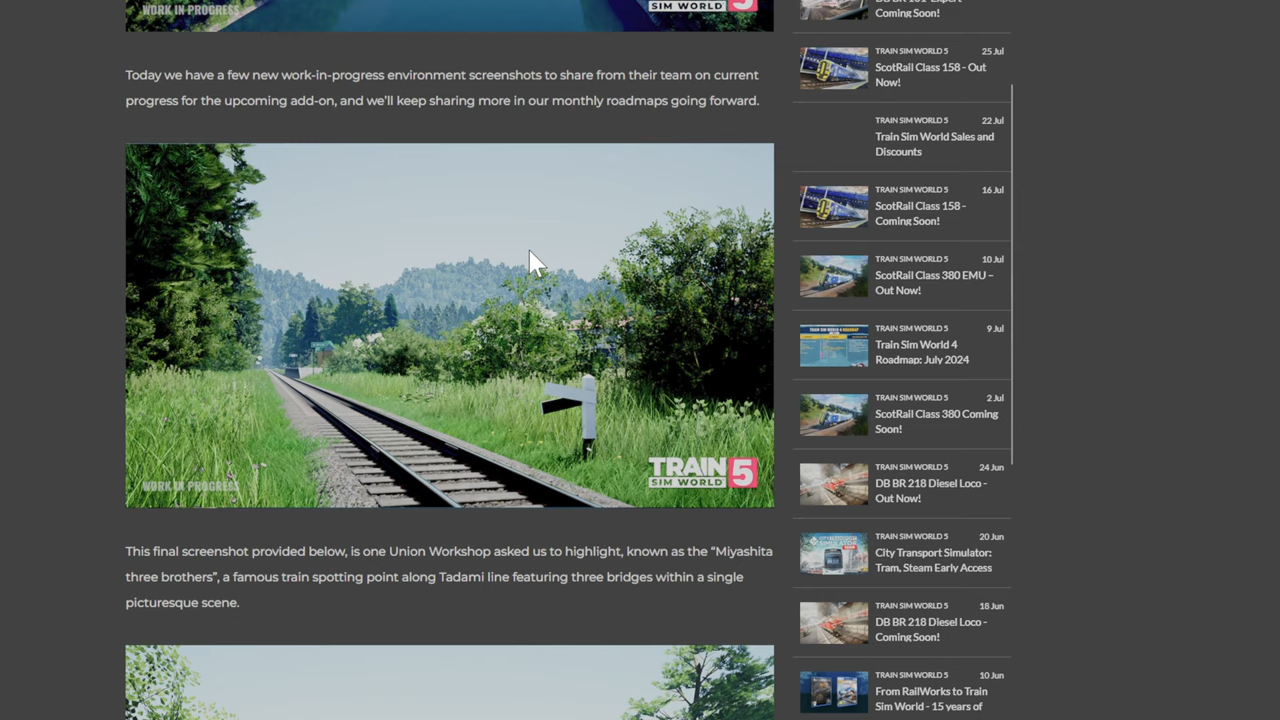 WORK IN PROGRESS
SIM WORLD 5
Today we have a few new work-in-progress environment screenshots to share from their team on current
progress for the upcoming add-on, and we'll keep sharing more in our monthly roadmaps going forward.
WORK IN PROGRESS
TRAIN
SIM WORLD 5
This final screenshot provided below, is one Union Workshop asked us to highlight, known as the “Miyashita
three brothers”, a famous train spotting point along Tadami line featuring three bridges within a single
picturesque scene.
Coming Soon!
TRAIN SIM WORLD 5 25 Jul
ScotRail Class 158 - Out
Now!
TRAIN SIM WORLD 5 22 Jul
Train Sim World Sales and
Discounts
TRAIN SIM WORLD 5 16 Jul
ScotRail Class 158 -
Coming Soon!
TRAIN SIM WORLD 5 10 Jul
ScotRail Class 380 EMU –
Out Now!
TRAIN SIM WORLD 5 9 Jul
Train Sim World 4
Roadmap: July 2024
TRAIN SIM WORLD 5 2 Jul
ScotRail Class 380 Coming
Soon!
TRAIN SIM WORLD 5 24 Jun
DB BR 218 Diesel Loco -
Out Now!
TRAIN SIM WORLD 5 20 Jun
City Transport Simulator:
Tram, Steam Early Access
TRAIN SIM WORLD 5 18 Jun
DB BR 218 Diesel Loco -
Coming Soon!
TRAIN SIM WORLD 5 10 Jun
From RailWorks to Train
Sim World - 15 years of